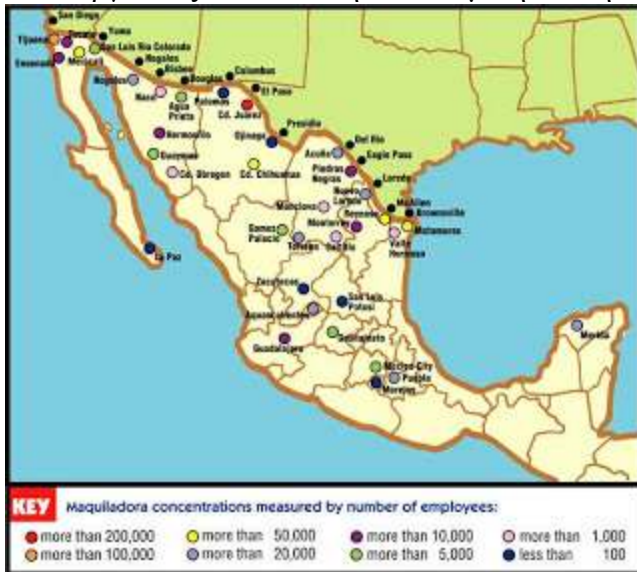 San Diego
Tijuana
Tecate
Yuma
San Luis Rio Colorado
Ensenada
Mexicali
Nogales
Bisbee
Douglas
Columbus
El Paso
Nogales
Naco
Agua
Prieta
Palomas
Cd. Juarez
Presidio
Hermosillo
Ojinaga
Del Rio
Acuña
Eagle Pass
Guaymas
Cd. Obregon
Cd. Chihuahua
Piedras
Negras
Laredo
Nuevo
Laredo
McAllen
Brownsville
Monclova
Reynosa
Monterrey
Matamoros
Gomez
Palacio
Torreon
Saltillo
Valle
Hermoso
La Paz
Zacatecas
San Luis
Potosi
Aguascalientes
Guadalajara
Guanajuato
Merida
Mexico City
Puebla
Morelos
KEY Maquiladora concentrations measured by number of employees:
more than 200,000 more than 50,000 more than 10,000 more than 1,000
more than 100,000 more than 20,000 more than 5,000 less than 100